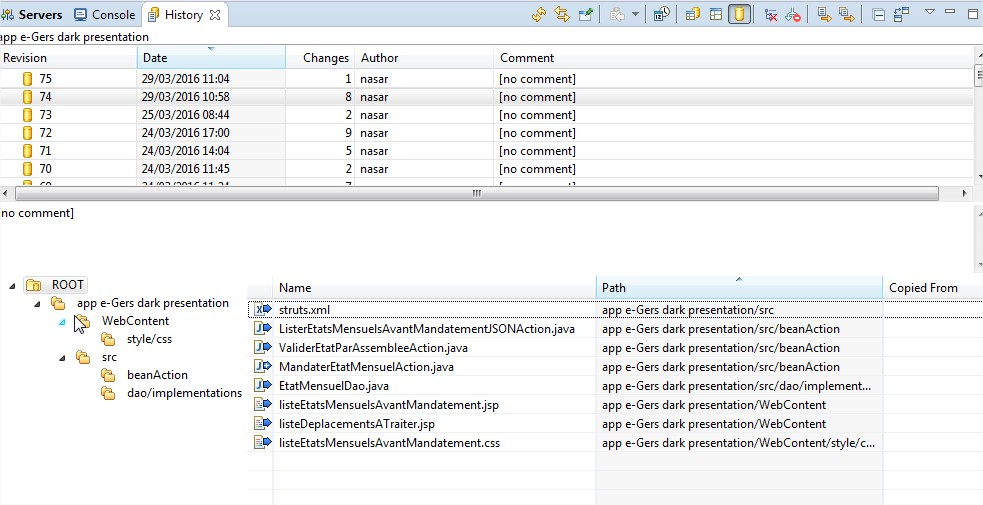 Servers Console History
app e-Gers dark presentation
Revision Date Changes Author Comment
75 29/03/2016 11:04 1 nasar [no comment]
74 29/03/2016 10:58 8 nasar [no comment]
73 25/03/2016 08:44 2 nasar [no comment]
72 24/03/2016 17:00 9 nasar [no comment]
71 24/03/2016 14:04 5 nasar [no comment]
70 24/03/2016 11:45 2 nasar [no comment]
no comment]
ROOT
app e-Gers dark presentation
WebContent
style/css
src
beanAction
dao/implementations
Name Path Copied From
struts.xml app e-Gers dark presentation/src
ListerEtatsMensuelsAvantMandatementJSONAction.java app e-Gers dark presentation/src/beanAction
ValiderEtatParAssembleeAction.java app e-Gers dark presentation/src/beanAction
MandaterEtatMensuelAction.java app e-Gers dark presentation/src/beanAction
EtatMensuelDao.java app e-Gers dark presentation/src/dao/implement...
listeEtatsMensuelsAvantMandatement.jsp app e-Gers dark presentation/WebContent
listeDeplacementsATraiter.jsp app e-Gers dark presentation/WebContent
listeEtatsMensuelsAvantMandatement.css app e-Gers dark presentation/WebContent/style/c...